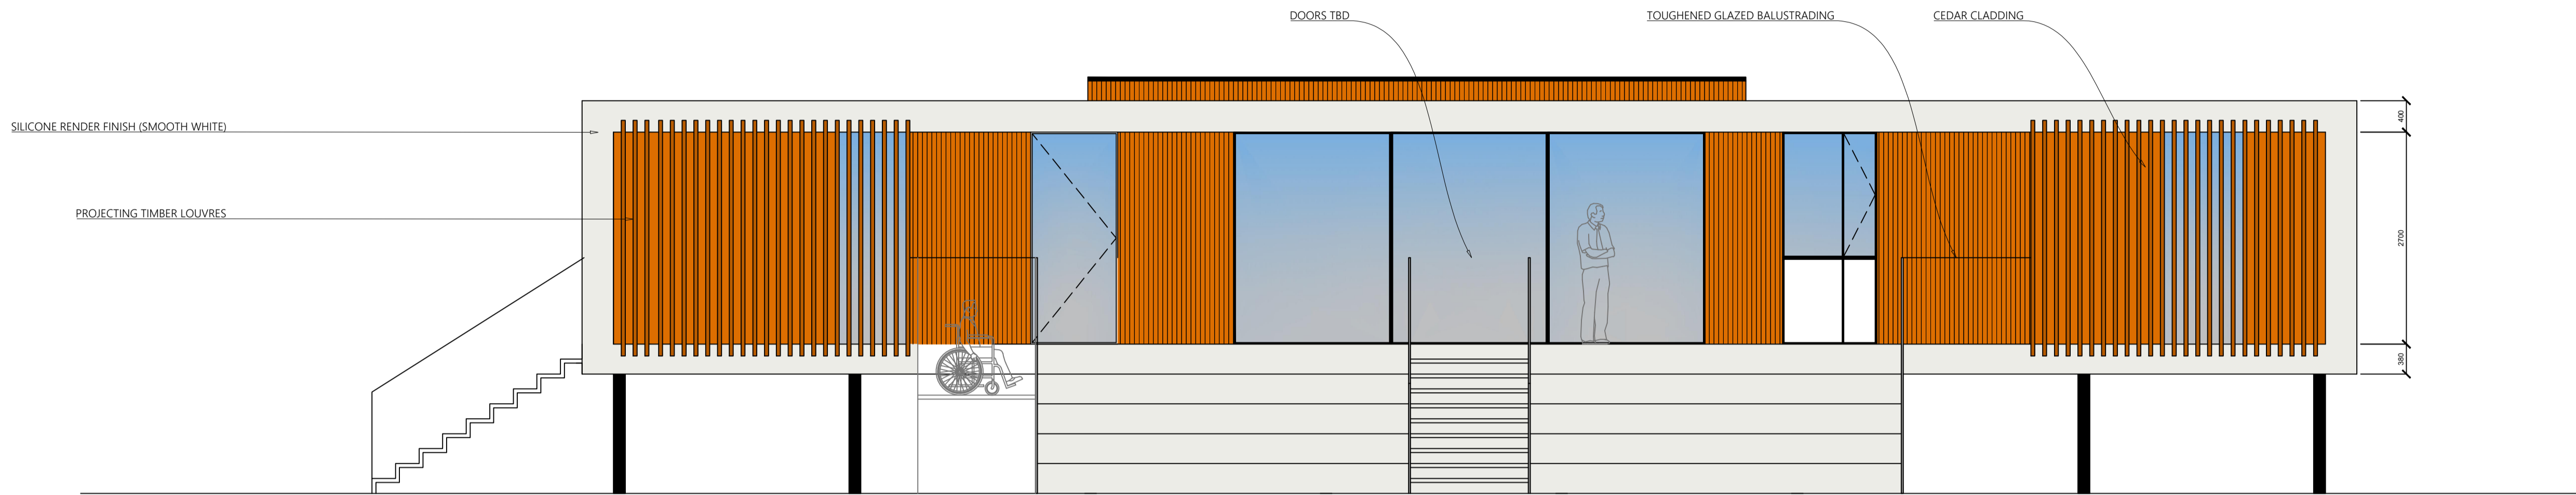 DOORS TBD
TOUGHENED GLAZED BALUSTRADING
CEDAR CLADDING
SILICONE RENDER FINISH (SMOOTH WHITE)
PROJECTING TIMBER LOUVRES
400
2700
380